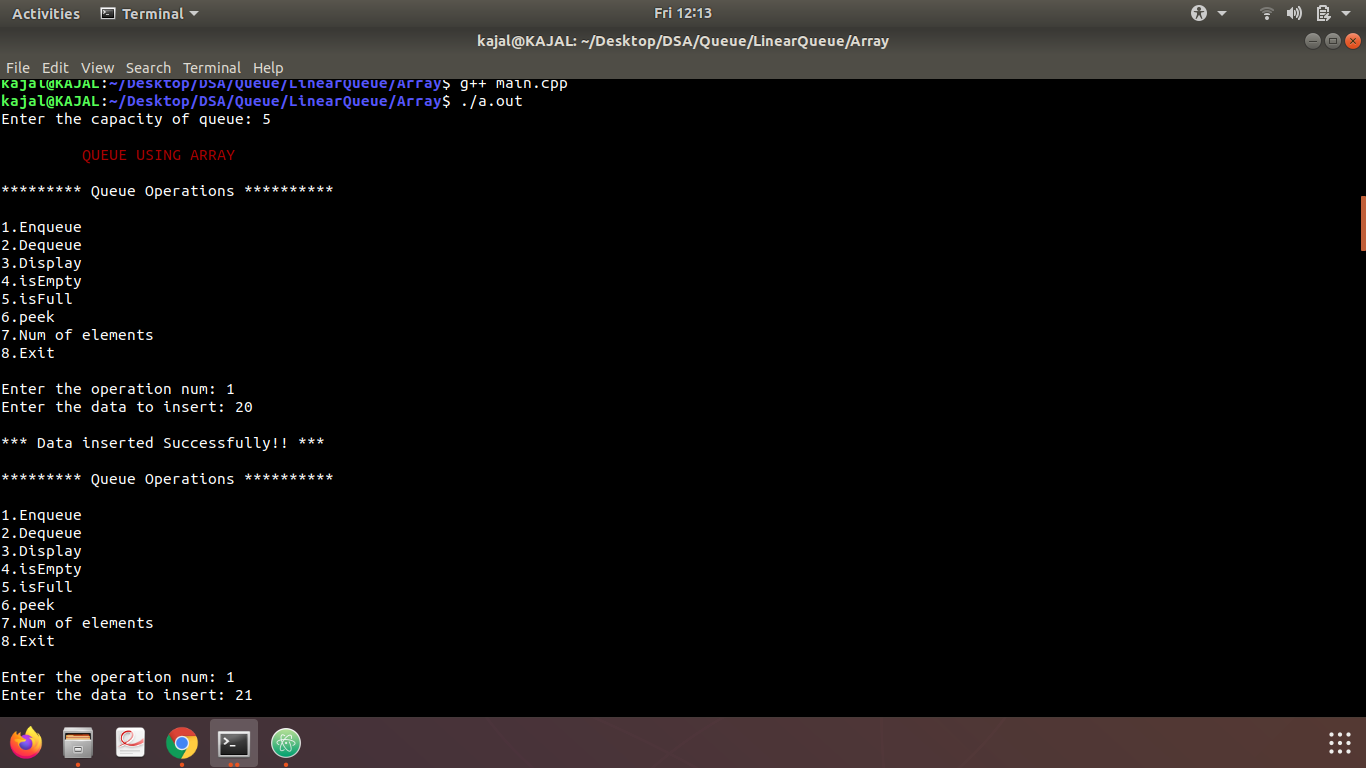 Activities Terminal Fri 12:13
kajal@KAJAL: ~/Desktop/DSA/Queue/LinearQueue/Array
File Edit View Search Terminal Help
kajal@KAJAL:~/Desktop/DSA/Queue/LinearQueue/Array$ g++ main.cpp
kajal@KAJAL:~/Desktop/DSA/Queue/LinearQueue/Array$ ./a.out
Enter the capacity of queue: 5
QUEUE USING ARRAY
********* Queue Operations **********
1.Enqueue
2.Dequeue
3.Display
4.isEmpty
5.isFull
6.peek
7.Num of elements
8.Exit
Enter the operation num: 1
Enter the data to insert: 20
*** Data inserted Successfully!! ***
********* Queue Operations **********
1.Enqueue
2.Dequeue
3.Display
4.isEmpty
5.isFull
6.peek
7.Num of elements
8.Exit
Enter the operation num: 1
Enter the data to insert: 21